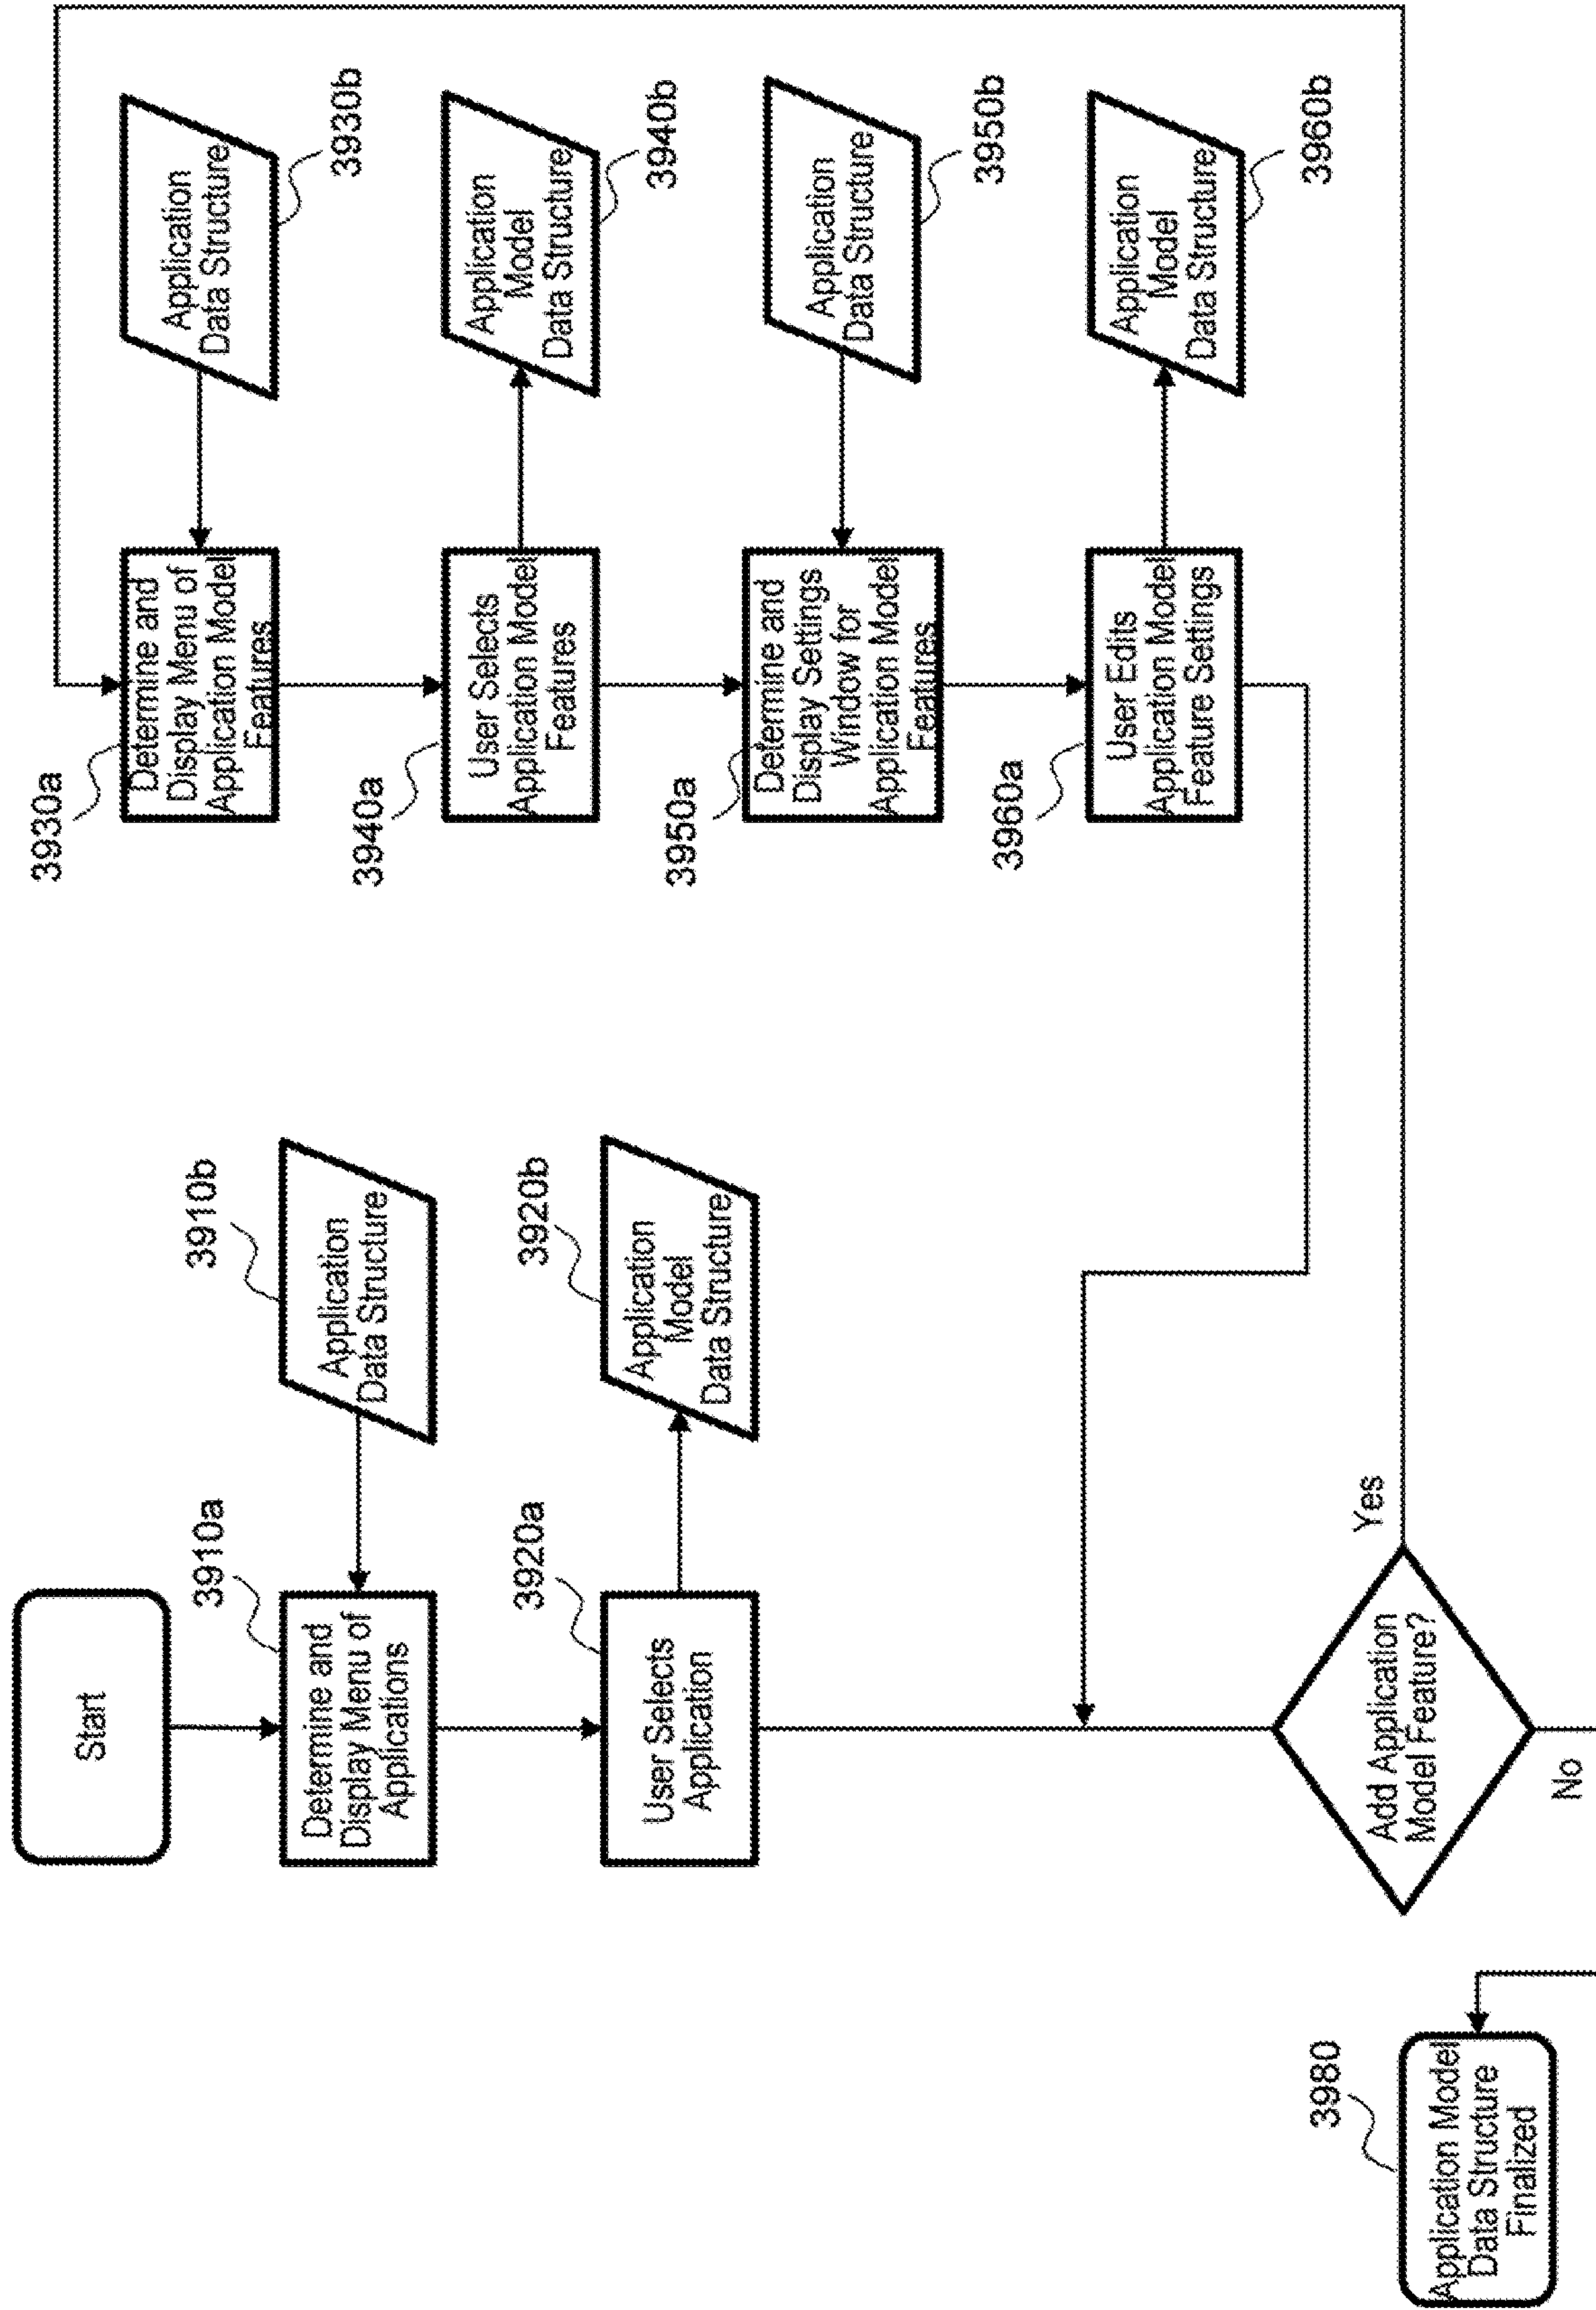 Start
3910a
Determine and
Display Menu of
Applications
3910b
Application
Data Structure
3920a
User Selects
Application
3920b
Application
Model
Data Structure
Add Application
Model Feature?
Yes
No
3930a
Determine and
Display Menu of
Application Model
Features
3930b
Application
Data Structure
3940a
User Selects
Application Model
Features
3940b
Application
Model
Data Structure
3950a
Determine and
Display Settings
Window for
Application Model
Features
3950b
Application
Data Structure
3960a
User Edits
Application Model
Feature Settings
3960b
Application
Model
Data Structure
3980
Application Model
Data Structure
Finalized